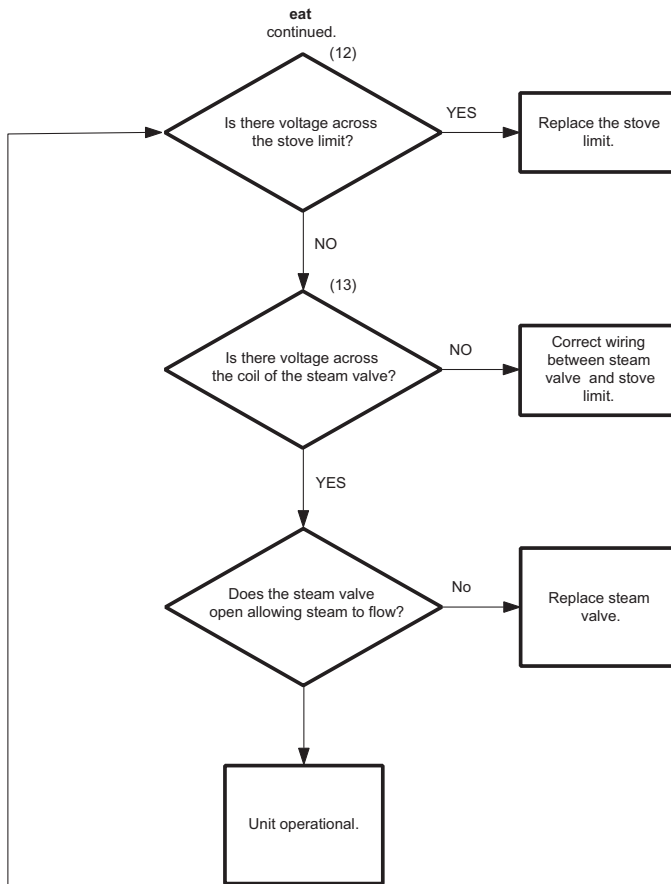 eat
continued.
(12)
Is there voltage across
the stove limit?
YES
Replace the stove
limit.
NO
(13)
Is there voltage across
the coil of the steam valve?
NO
Correct wiring
between steam
valve and stove
limit.
YES
Does the steam valve
open allowing steam to flow?
No
Replace steam
valve.
Unit operational.